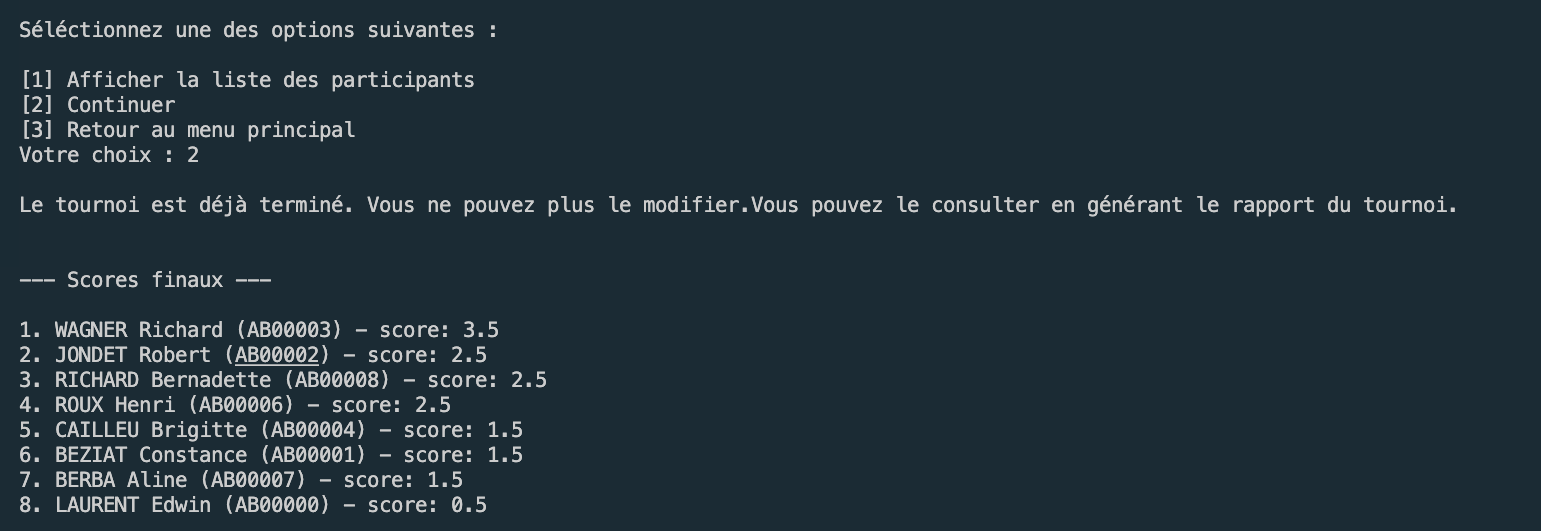 Séléctionnez une des options suivantes :
[1] Afficher la liste des participants
[2] Continuer
[3] Retour au menu principal
Votre choix : 2
Le tournoi est déjà terminé. Vous ne pouvez plus le modifier.Vous pouvez le consulter en générant le rapport du tournoi.
--- Scores finaux ---
1. WAGNER Richard (AB00003) - score: 3.5
2. JONDET Robert (AB00002) - score: 2.5
3. RICHARD Bernadette (AB00008) - score: 2.5
4. ROUX Henri (AB00006) - score: 2.5
5. CAILLEU Brigitte (AB00004) - score: 1.5
6. BEZIAT Constance (AB00001) - score: 1.5
7. BERBA Aline (AB00007) - score: 1.5
8. LAURENT Edwin (AB00000) - score: 0.5